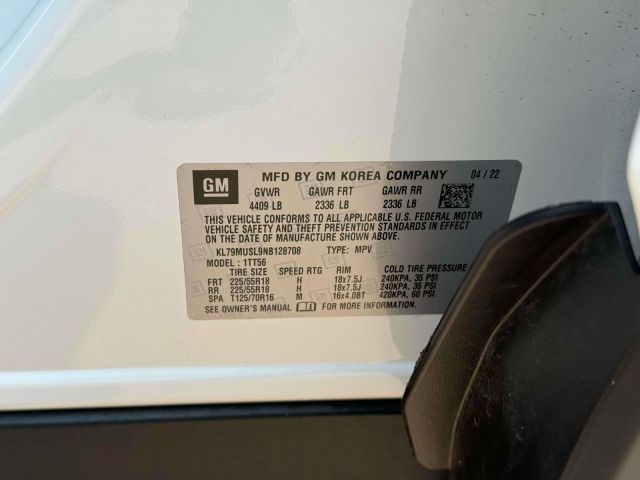 GM MFD BY GM KOREA COMPANY 04 / 22
GVWR GAWR FRT GAWR RR
4409 LB 2336 LB 2336 LB
THIS VEHICLE CONFORMS TO ALL APPLICABLE U.S. FEDERAL MOTOR
VEHICLE SAFETY AND THEFT PREVENTION STANDARDS IN EFFECT
ON THE DATE OF MANUFACTURE SHOWN ABOVE.
KL79MUSL9NB128708 TYPE: MPV
MODEL : 1TT56
TIRE SIZE SPEED RTG RIM COLD TIRE PRESSURE
FRT 225/55R18 H 18x7.5J 240KPA, 35 PSI
RR 225/55R18 H 18x7.5J 240KPA, 35 PSI
SPA T125/70R16 M 16x4.0BT 420KPA, 60 PSI
SEE OWNER'S MANUAL FOR MORE INFORMATION.